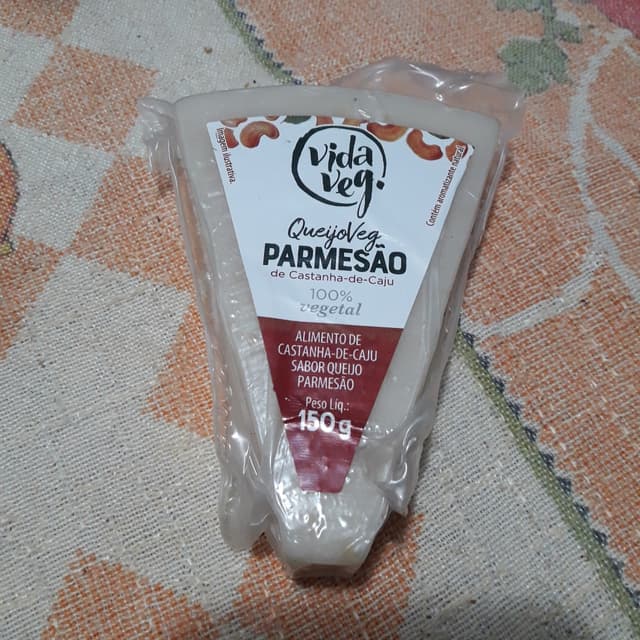 vida
veg.
Imagem ilustrativa.
Contém aromatizante natural
QueijoVeg
PARMESÃO
de Castanha-de-Caju
100%
vegetal
ALIMENTO DE
CASTANHA-DE-CAJU
SABOR QUEIJO
PARMESÃO
Peso Líq.:
150g